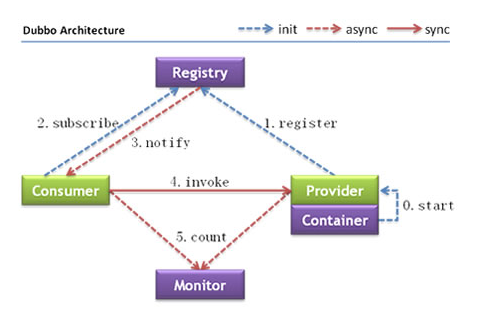 Dubbo Architecture
init
async
sync
Registry
2. subscribe
1. register
3. notify
Consumer
4. invoke
Provider
Container
0. start
5. count
Monitor